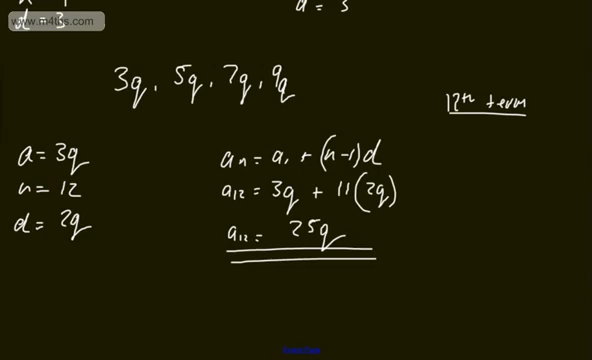 www.m4ths.com
d = 3
d = 3
3q, 5q, 7q, 9q
12th term
a = 3q
n = 12
d = 2q
an = a1 + (n-1)d
a12 = 3q + 11(2q)
a12 = 25q